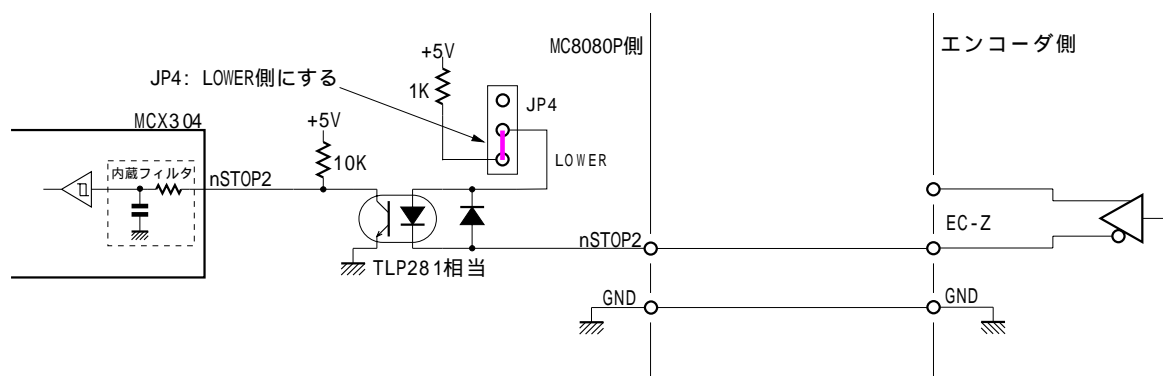 MC8080P側
エンコーダ側
+5V
JP4: LOWER側にする
1K
JP4
MCX304
+5V
10K
LOWER
内蔵フィルタ
nSTOP2
EC-Z
nSTOP2
TLP281相当
GND
GND